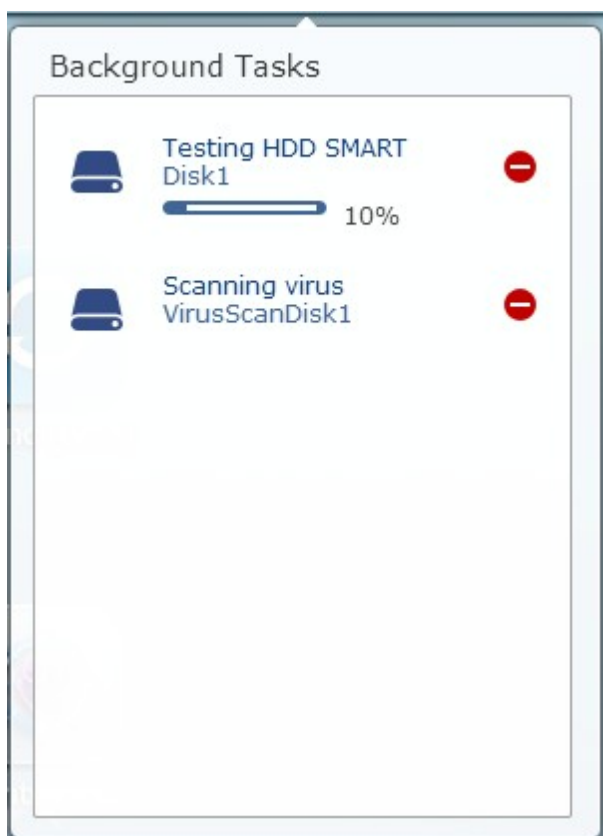 Background Tasks
Testing HDD SMART
Disk1
10%
Scanning virus
VirusScanDisk1